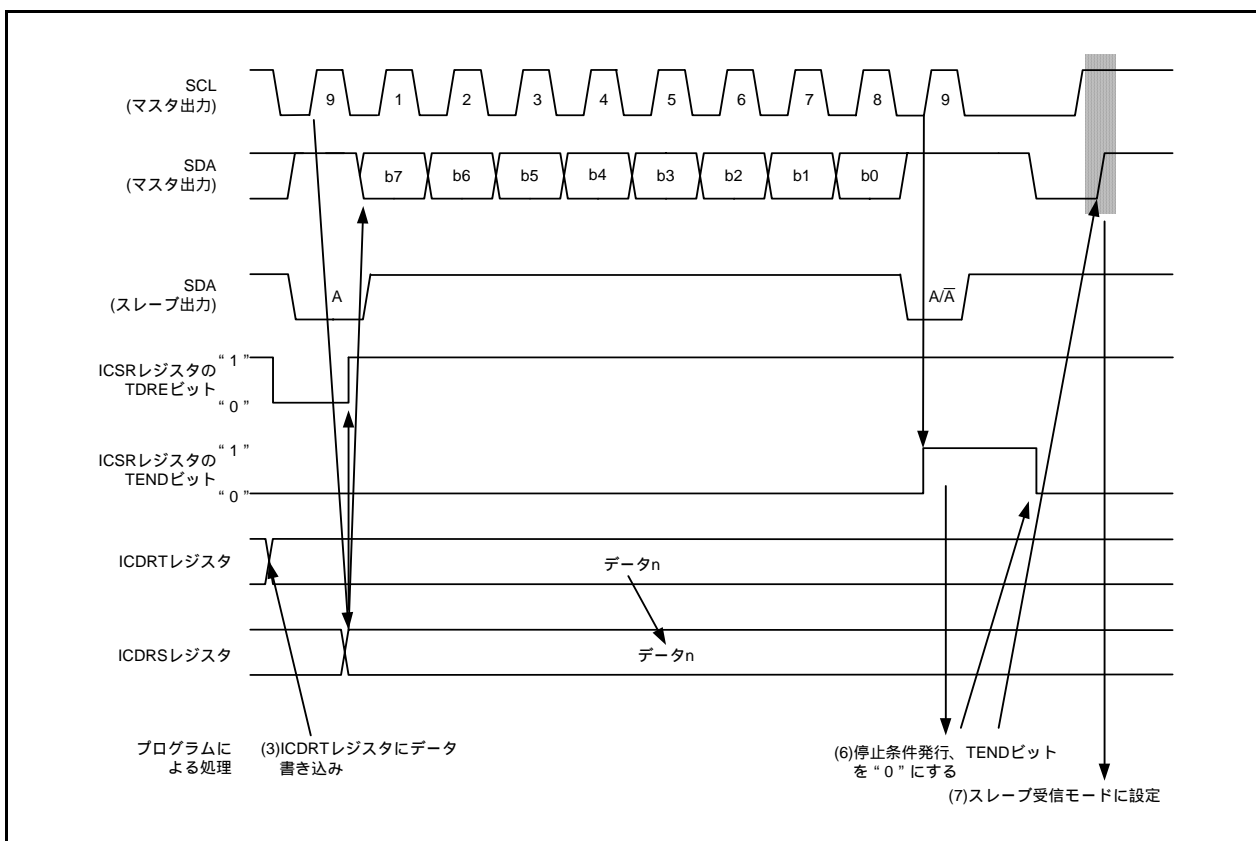 SCL
(マスタ出力)
9 1 2 3 4 5 6 7 8 9
SDA
(マスタ出力)
b7 b6 b5 b4 b3 b2 b1 b0
SDA
(スレーブ出力)
A
A/A̅
ICSRレジスタの
TDREビット
“ 1 ”
“ 0 ”
ICSRレジスタの
TENDビット
“ 1 ”
“ 0 ”
ICDRTレジスタ
データn
ICDRSレジスタ
データn
プログラムに
よる処理
(3)ICDRTレジスタにデータ
書き込み
(6)停止条件発行、TENDビット
を“ 0 ”にする
(7)スレーブ受信モードに設定